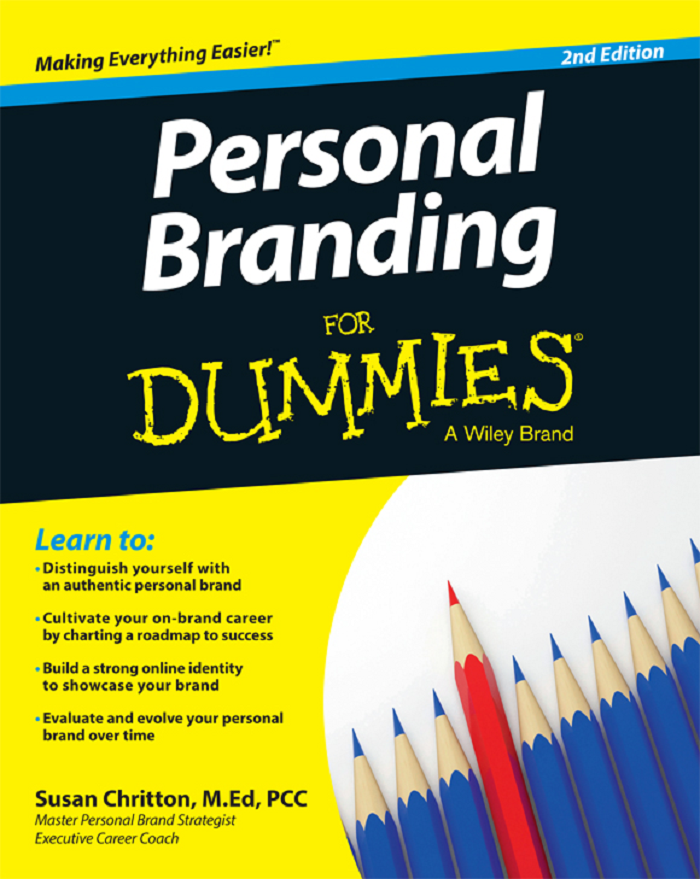 Making Everything Easier!™
2nd Edition
Personal
Branding
FOR
DUMMIES®
A Wiley Brand
Learn to:
• Distinguish yourself with
an authentic personal brand
• Cultivate your on-brand career
by charting a roadmap to success
• Build a strong online identity
to showcase your brand
• Evaluate and evolve your personal
brand over time
Susan Chritton, M.Ed, PCC
Master Personal Brand Strategist
Executive Career Coach